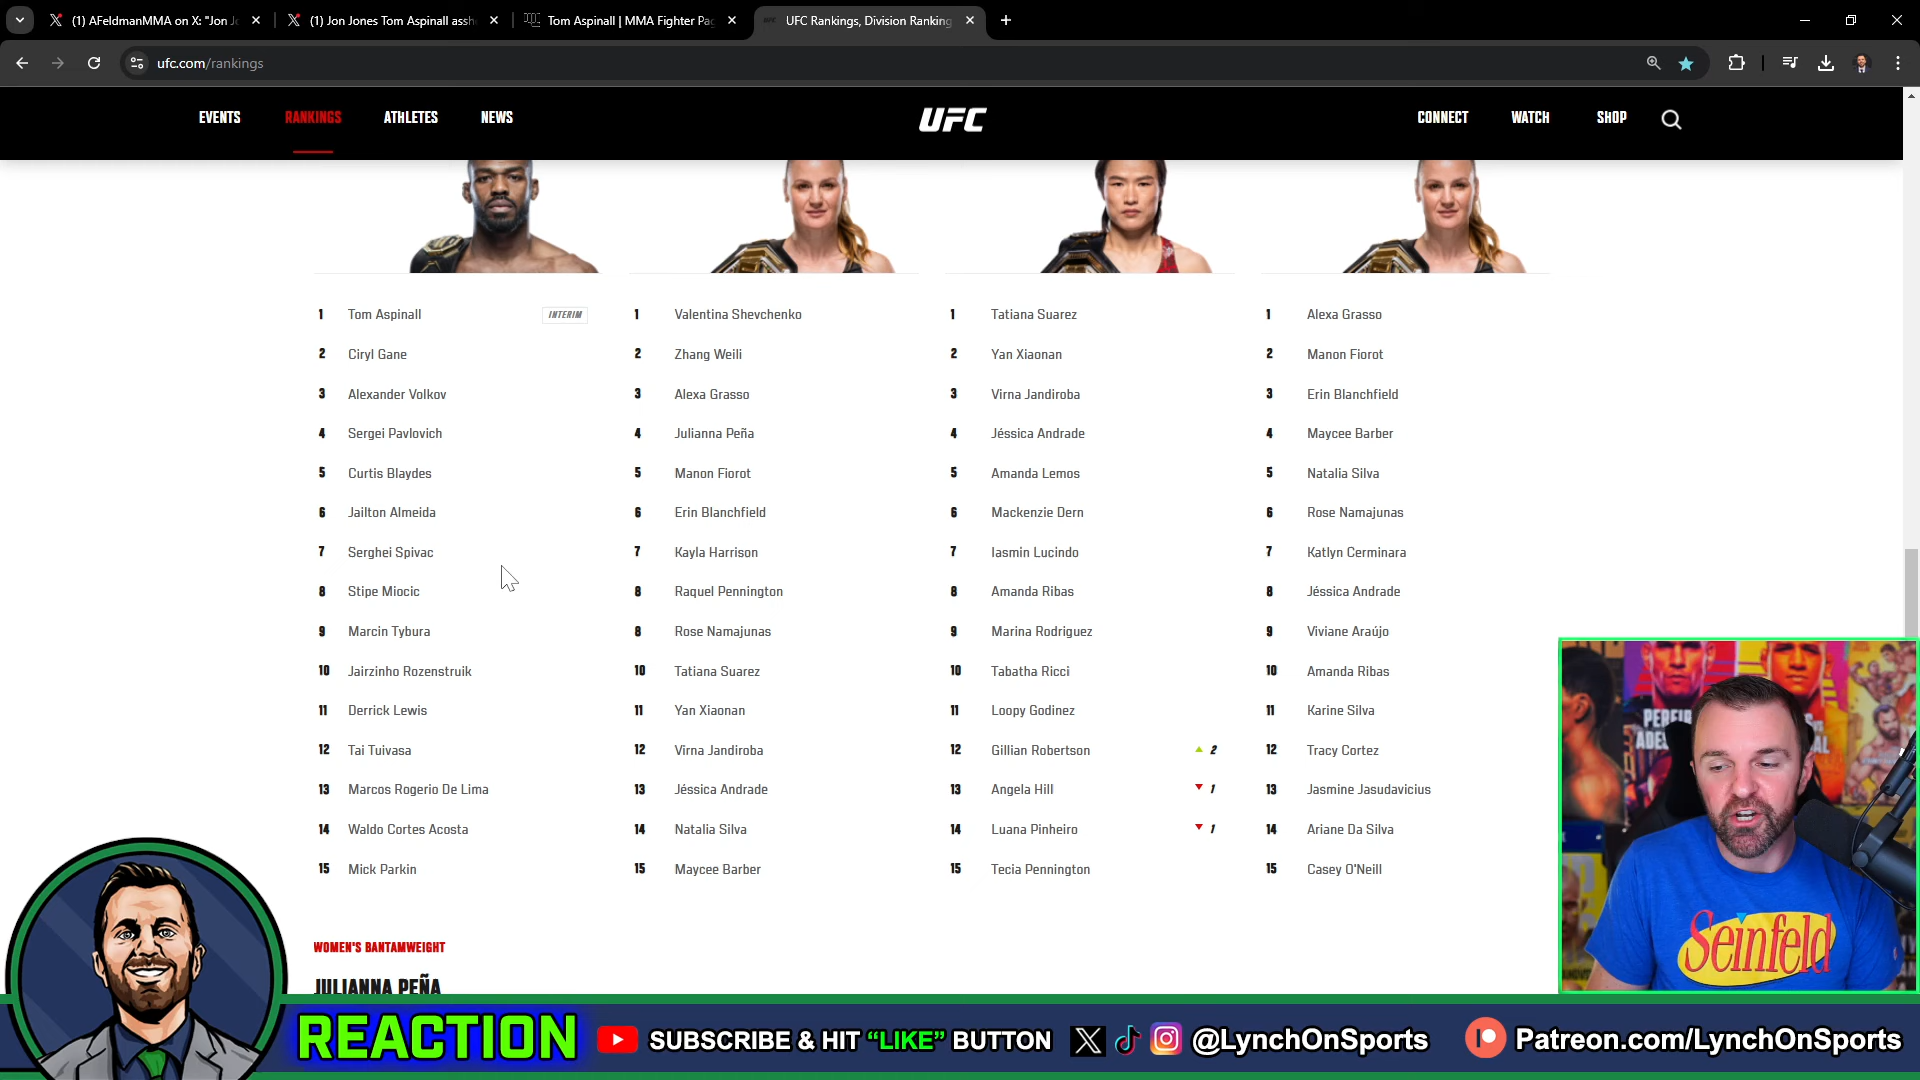 (1) AFeldmanMMA on X: "Jon J
(1) Jon Jones Tom Aspinall assh
Tom Aspinall | MMA Fighter Pa
UFC Rankings, Division Ranking
ufc.com/rankings
EVENTS
RANKINGS
ATHLETES
NEWS
UFC
CONNECT
WATCH
SHOP
1 Tom Aspinall INTERIM
2 Ciryl Gane
3 Alexander Volkov
4 Sergei Pavlovich
5 Curtis Blaydes
6 Jailton Almeida
7 Serghei Spivac
8 Stipe Miocic
9 Marcin Tybura
10 Jairzinho Rozenstruik
11 Derrick Lewis
12 Tai Tuivasa
13 Marcos Rogerio De Lima
14 Waldo Cortes Acosta
15 Mick Parkin
1 Valentina Shevchenko
2 Zhang Weili
3 Alexa Grasso
4 Julianna Peña
5 Manon Fiorot
6 Erin Blanchfield
7 Kayla Harrison
8 Raquel Pennington
8 Rose Namajunas
10 Tatiana Suarez
11 Yan Xiaonan
12 Virna Jandiroba
13 Jéssica Andrade
14 Natalia Silva
15 Maycee Barber
1 Tatiana Suarez
2 Yan Xiaonan
3 Virna Jandiroba
4 Jéssica Andrade
5 Amanda Lemos
6 Mackenzie Dern
7 Iasmin Lucindo
8 Amanda Ribas
9 Marina Rodriguez
10 Tabatha Ricci
11 Loopy Godinez
12 Gillian Robertson 2
13 Angela Hill 1
14 Luana Pinheiro 1
15 Tecia Pennington
1 Alexa Grasso
2 Manon Fiorot
3 Erin Blanchfield
4 Maycee Barber
5 Natalia Silva
6 Rose Namajunas
7 Katlyn Cerminara
8 Jéssica Andrade
9 Viviane Araújo
10 Amanda Ribas
11 Karine Silva
12 Tracy Cortez
13 Jasmine Jasudavicius
14 Ariane Da Silva
15 Casey O'Neill
WOMEN'S BANTAMWEIGHT
JULIANNA PEÑA
Seinfeld
REACTION
SUBSCRIBE & HIT "LIKE" BUTTON
@LynchOnSports
Patreon.com/LynchOnSports